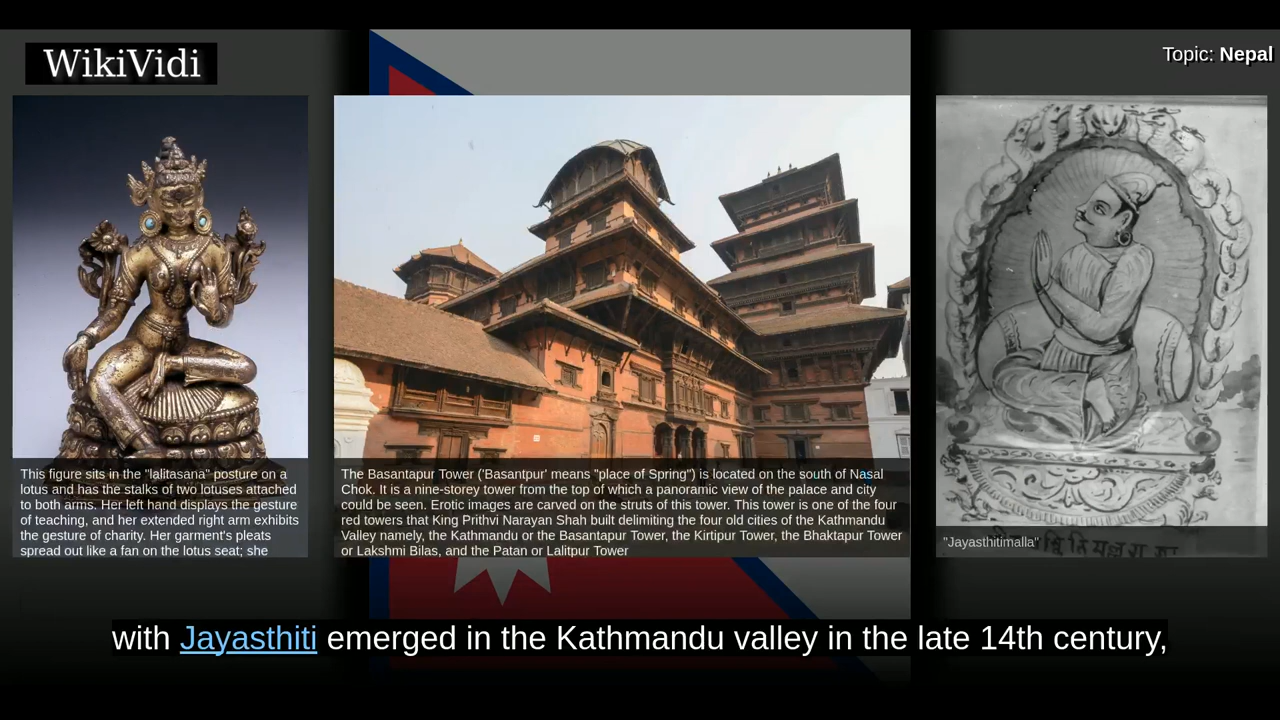 WikiVidi
Topic: Nepal
This figure sits in the "lalitasana" posture on a
lotus and has the stalks of two lotuses attached
to both arms. Her left hand displays the gesture
of teaching, and her extended right arm exhibits
the gesture of charity. Her garment's pleats
spread out like a fan on the lotus seat; she
The Basantapur Tower ('Basantpur' means "place of Spring") is located on the south of Nasal
Chok. It is a nine-storey tower from the top of which a panoramic view of the palace and city
could be seen. Erotic images are carved on the struts of this tower. This tower is one of the four
red towers that King Prithvi Narayan Shah built delimiting the four old cities of the Kathmandu
Valley namely, the Kathmandu or the Basantapur Tower, the Kirtipur Tower, the Bhaktapur Tower
or Lakshmi Bilas, and the Patan or Lalitpur Tower
"Jayasthitimalla"
with Jayasthiti emerged in the Kathmandu valley in the late 14th century,